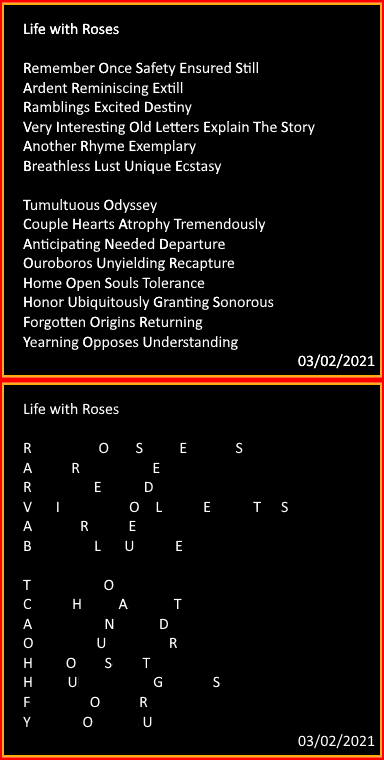 Life with Roses
Remember Once Safety Ensured Still
Ardent Reminiscing Extill
Ramblings Excited Destiny
Very Interesting Old Letters Explain The Story
Another Rhyme Exemplary
Breathless Lust Unique Ecstasy
Tumultuous Odyssey
Couple Hearts Atrophy Tremendously
Anticipating Needed Departure
Ouroboros Unyielding Recapture
Home Open Souls Tolerance
Honor Ubiquitously Granting Sonorous
Forgotten Origins Returning
Yearning Opposes Understanding
03/02/2021
Life with Roses
R O S E S
A R E
R E D
V I O L E T S
A R E
B L U E
T O
C H A T
A N D
O U R
H O S T
H U G S
F O R
Y O U
03/02/2021